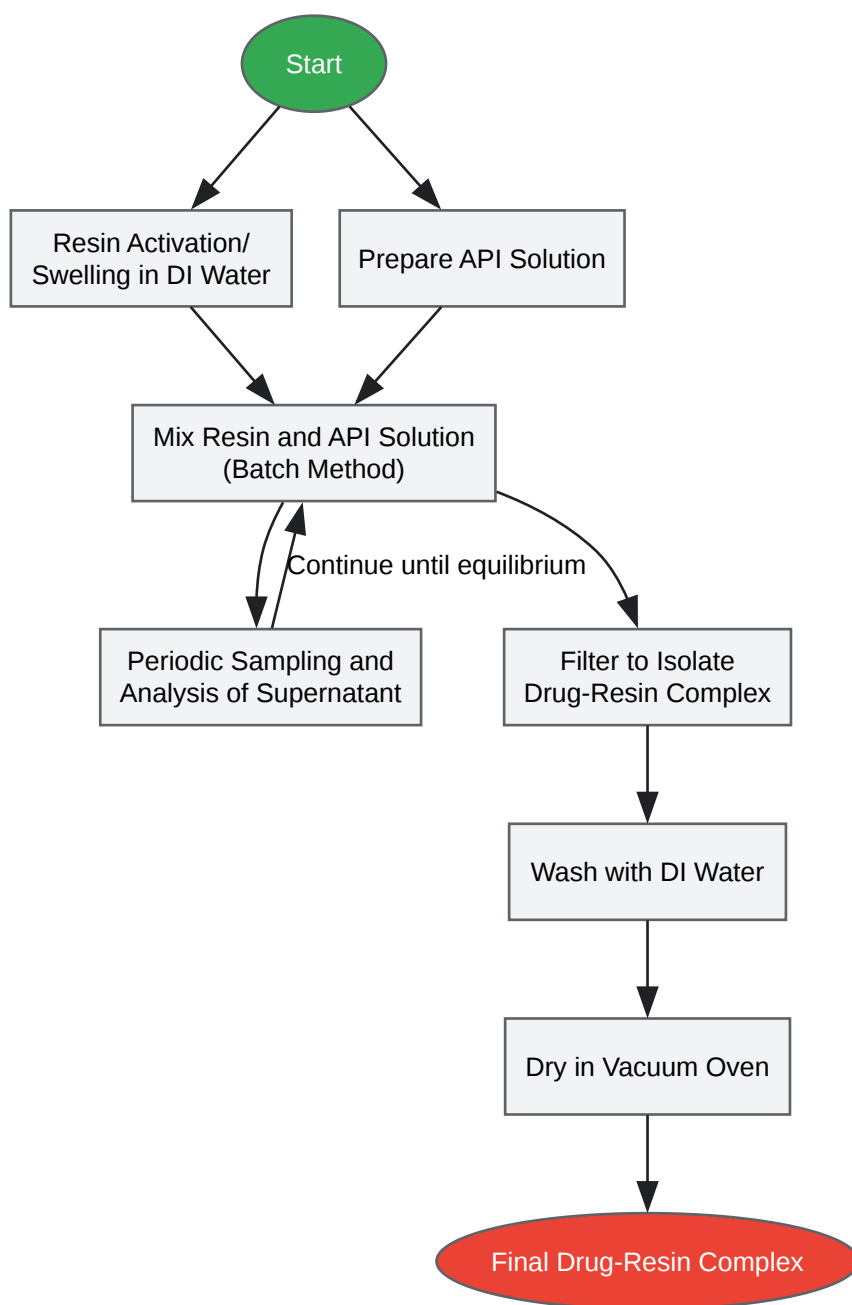 Start
Resin Activation/
Swelling in DI Water
Prepare API Solution
Mix Resin and API Solution
(Batch Method)
Continue until equilibrium
Periodic Sampling and
Analysis of Supernatant
Filter to Isolate
Drug-Resin Complex
Wash with DI Water
Dry in Vacuum Oven
Final Drug-Resin Complex